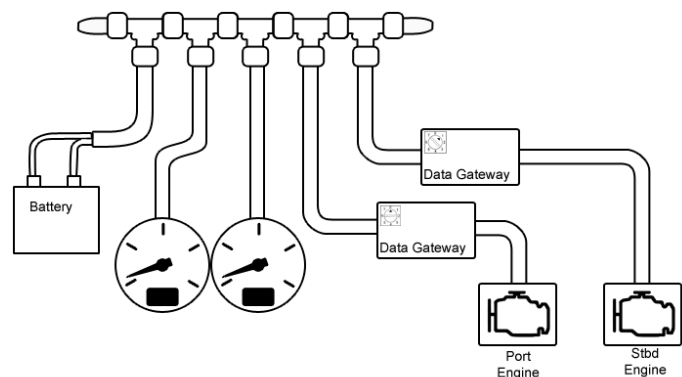 Data Gateway
Battery
Data Gateway
Port
Engine
Stbd
Engine